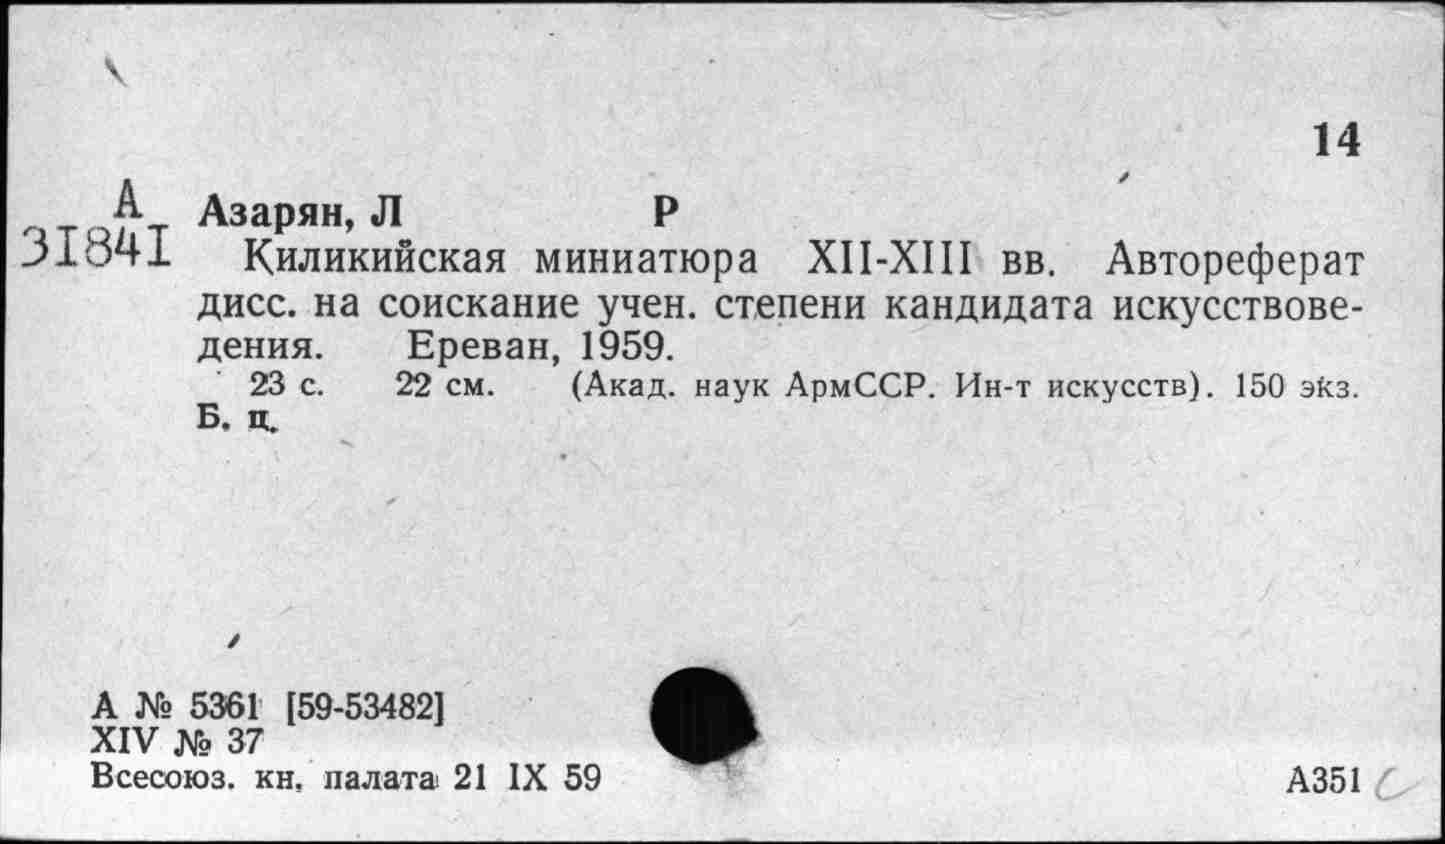 14
А
31841
Азарян, Л Р
Киликийская миниатюра XII-XIII вв. Автореферат
дисс. на соискание учен. степени кандидата искусствове-
дения. Ереван, 1959.
23 с. 22 см. (Акад. наук АрмССР. Ин-т искусств). 150 экз.
Б. ц.
А № 5361 [59-53482]
XIV № 37
Всесоюз. кн. палата 21 IX 59
А351